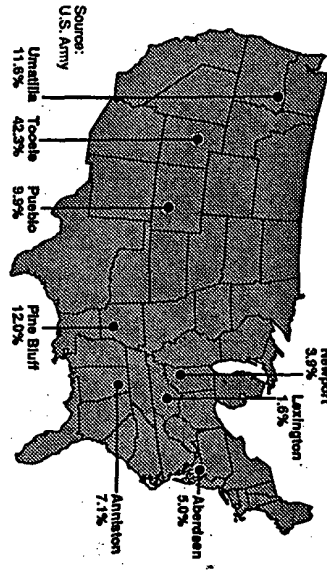 Newport
3.9%
Lexington
1.6%
Aberdeen
5.0%
Anniston
7.1%
Umatilla
11.6%
Tooele
42.3%
Pueblo
9.9%
Pine Bluff
12.0%
Source:
U.S. Army